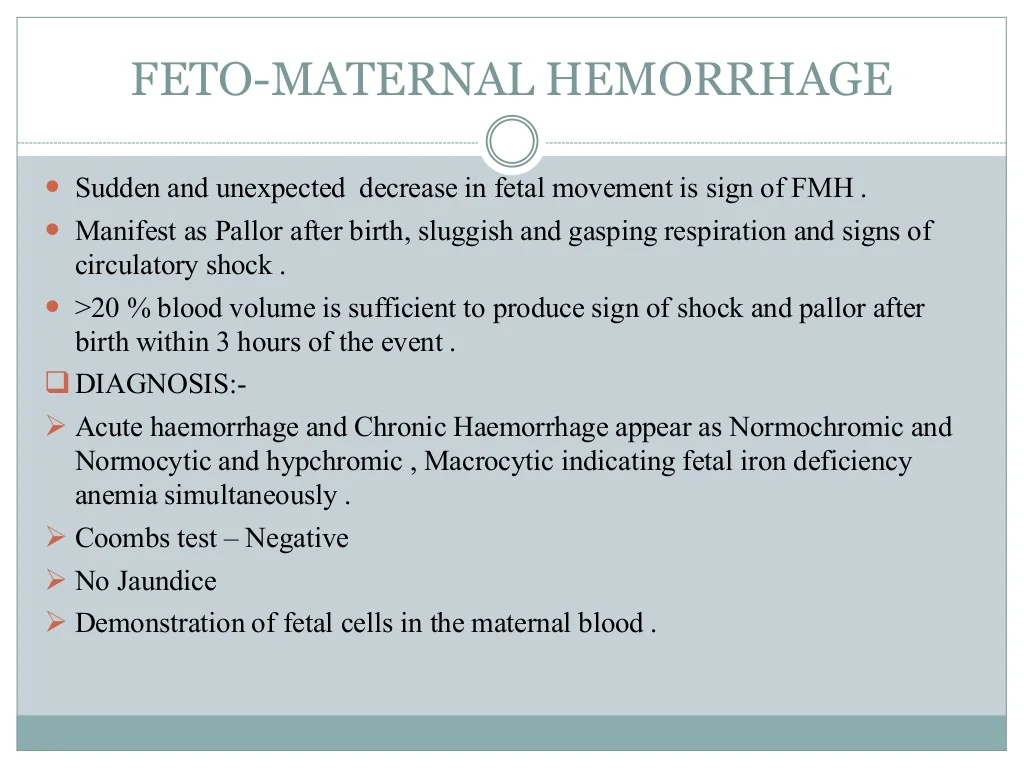 FETO-MATERNAL HEMORRHAGE
Sudden and unexpected decrease in fetal movement is sign of FMH .
Manifest as Pallor after birth, sluggish and gasping respiration and signs of
circulatory shock .
>20 % blood volume is sufficient to produce sign of shock and pallor after
birth within 3 hours of the event .
DIAGNOSIS:-
Acute haemorrhage and Chronic Haemorrhage appear as Normochromic and
Normocytic and hypchromic , Macrocytic indicating fetal iron deficiency
anemia simultaneously .
Coombs test – Negative
No Jaundice
Demonstration of fetal cells in the maternal blood .